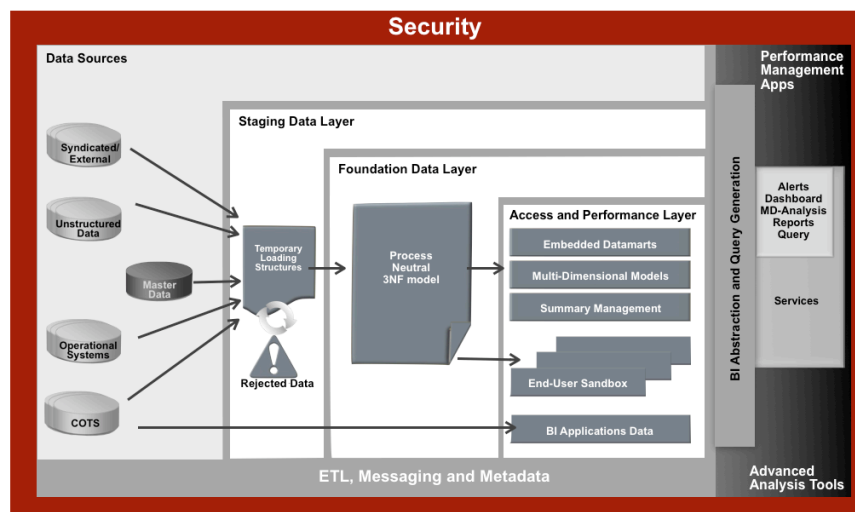 Security
Data Sources
Performance
Management
Apps
Staging Data Layer
Syndicated/
External
Foundation Data Layer
Unstructured
Data
Temporary
Loading
Structures
Process
Neutral
3NF model
Access and Performance Layer
Embedded Datamarts
Multi-Dimensional Models
Summary Management
Master
Data
Operational
Systems
Rejected Data
End-User Sandbox
COTS
BI Applications Data
BI Abstraction and Query Generation
Alerts
Dashboard
MD-Analysis
Reports
Query
Services
ETL, Messaging and Metadata
Advanced
Analysis Tools